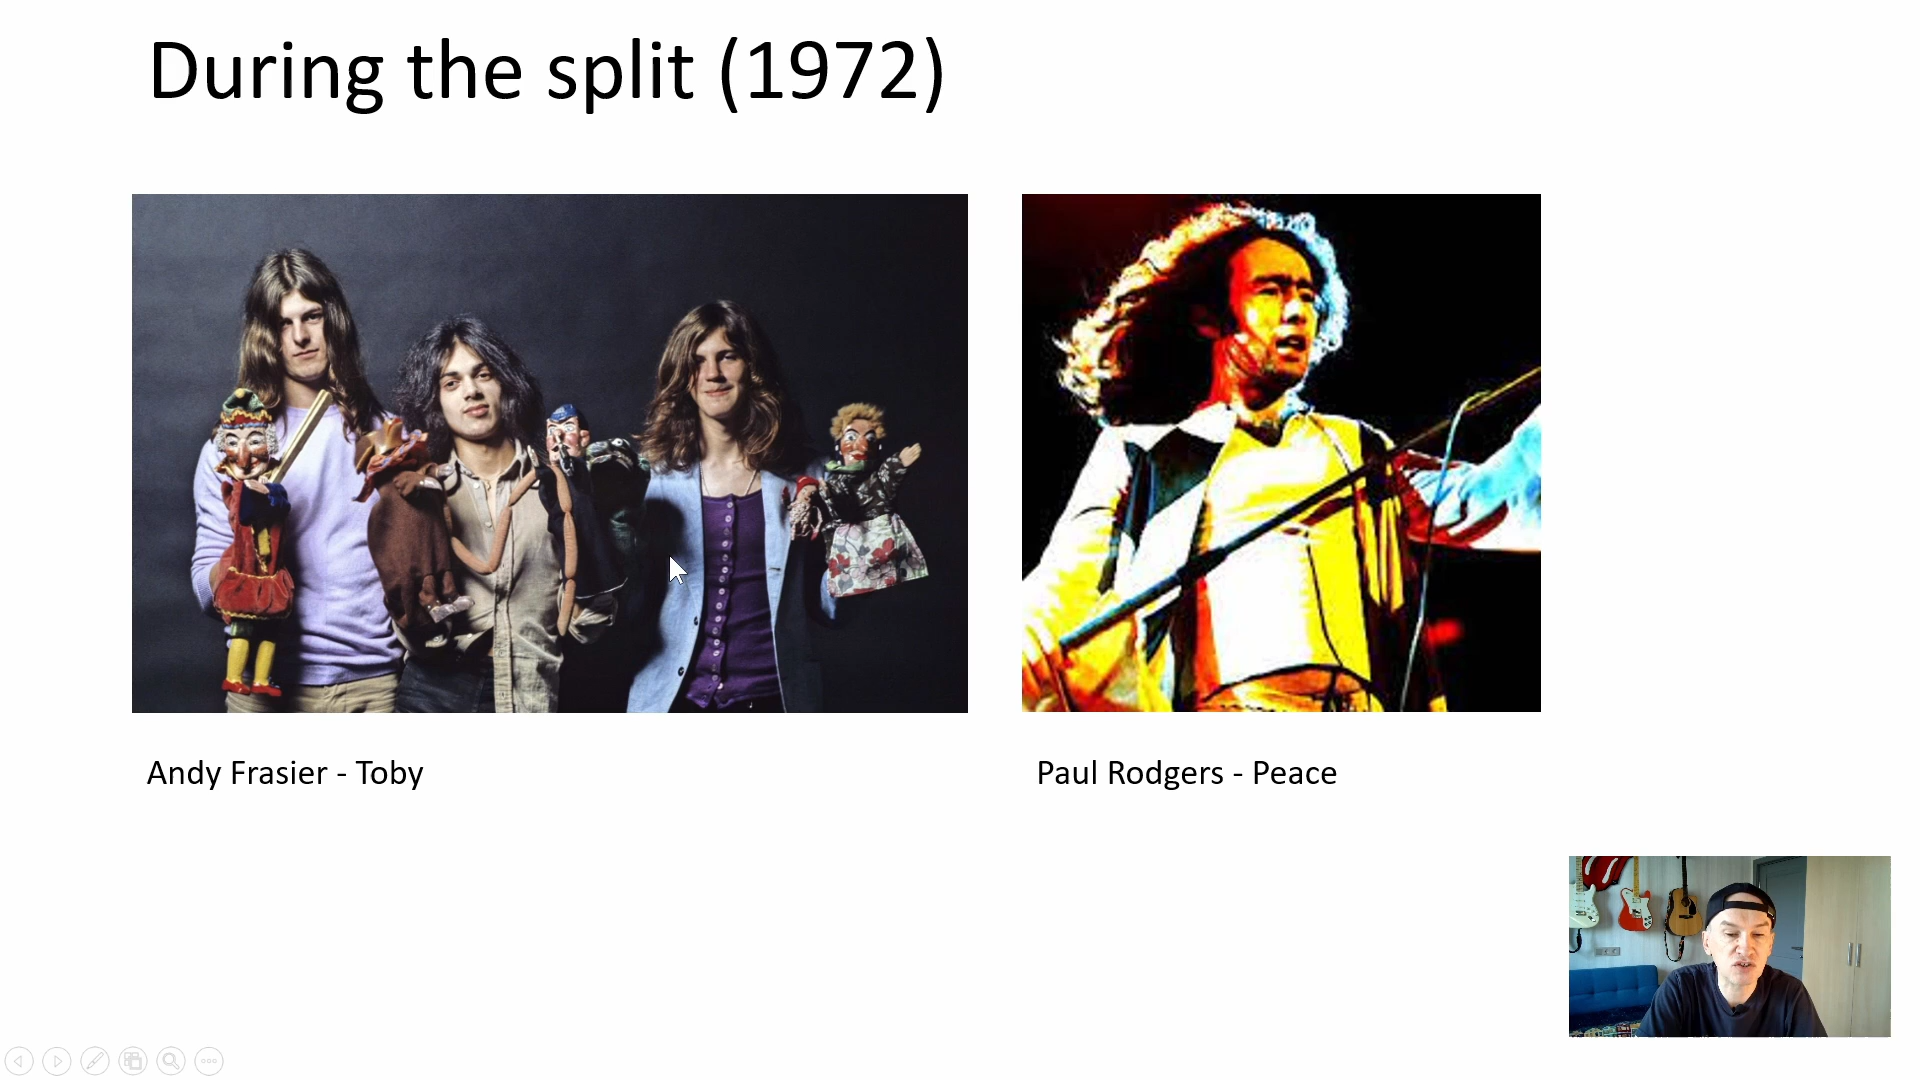 During the split (1972)
Andy Frasier - Toby
Paul Rodgers - Peace